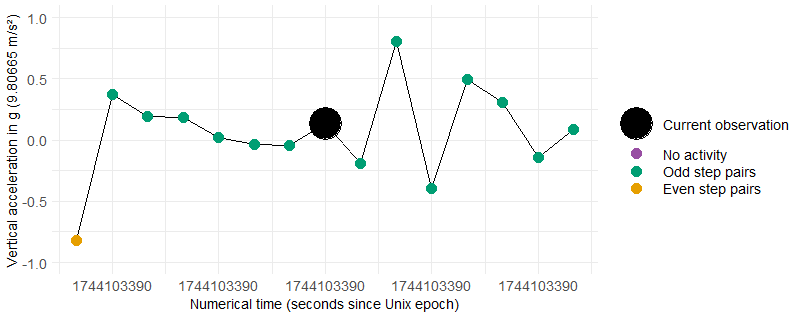 Vertical acceleration in g (9.80665 m/s²)
1.0
0.5
0.0
-0.5
-1.0
1744103390 1744103390 1744103390 1744103390 1744103390
Numerical time (seconds since Unix epoch)
Current observation
No activity
Odd step pairs
Even step pairs